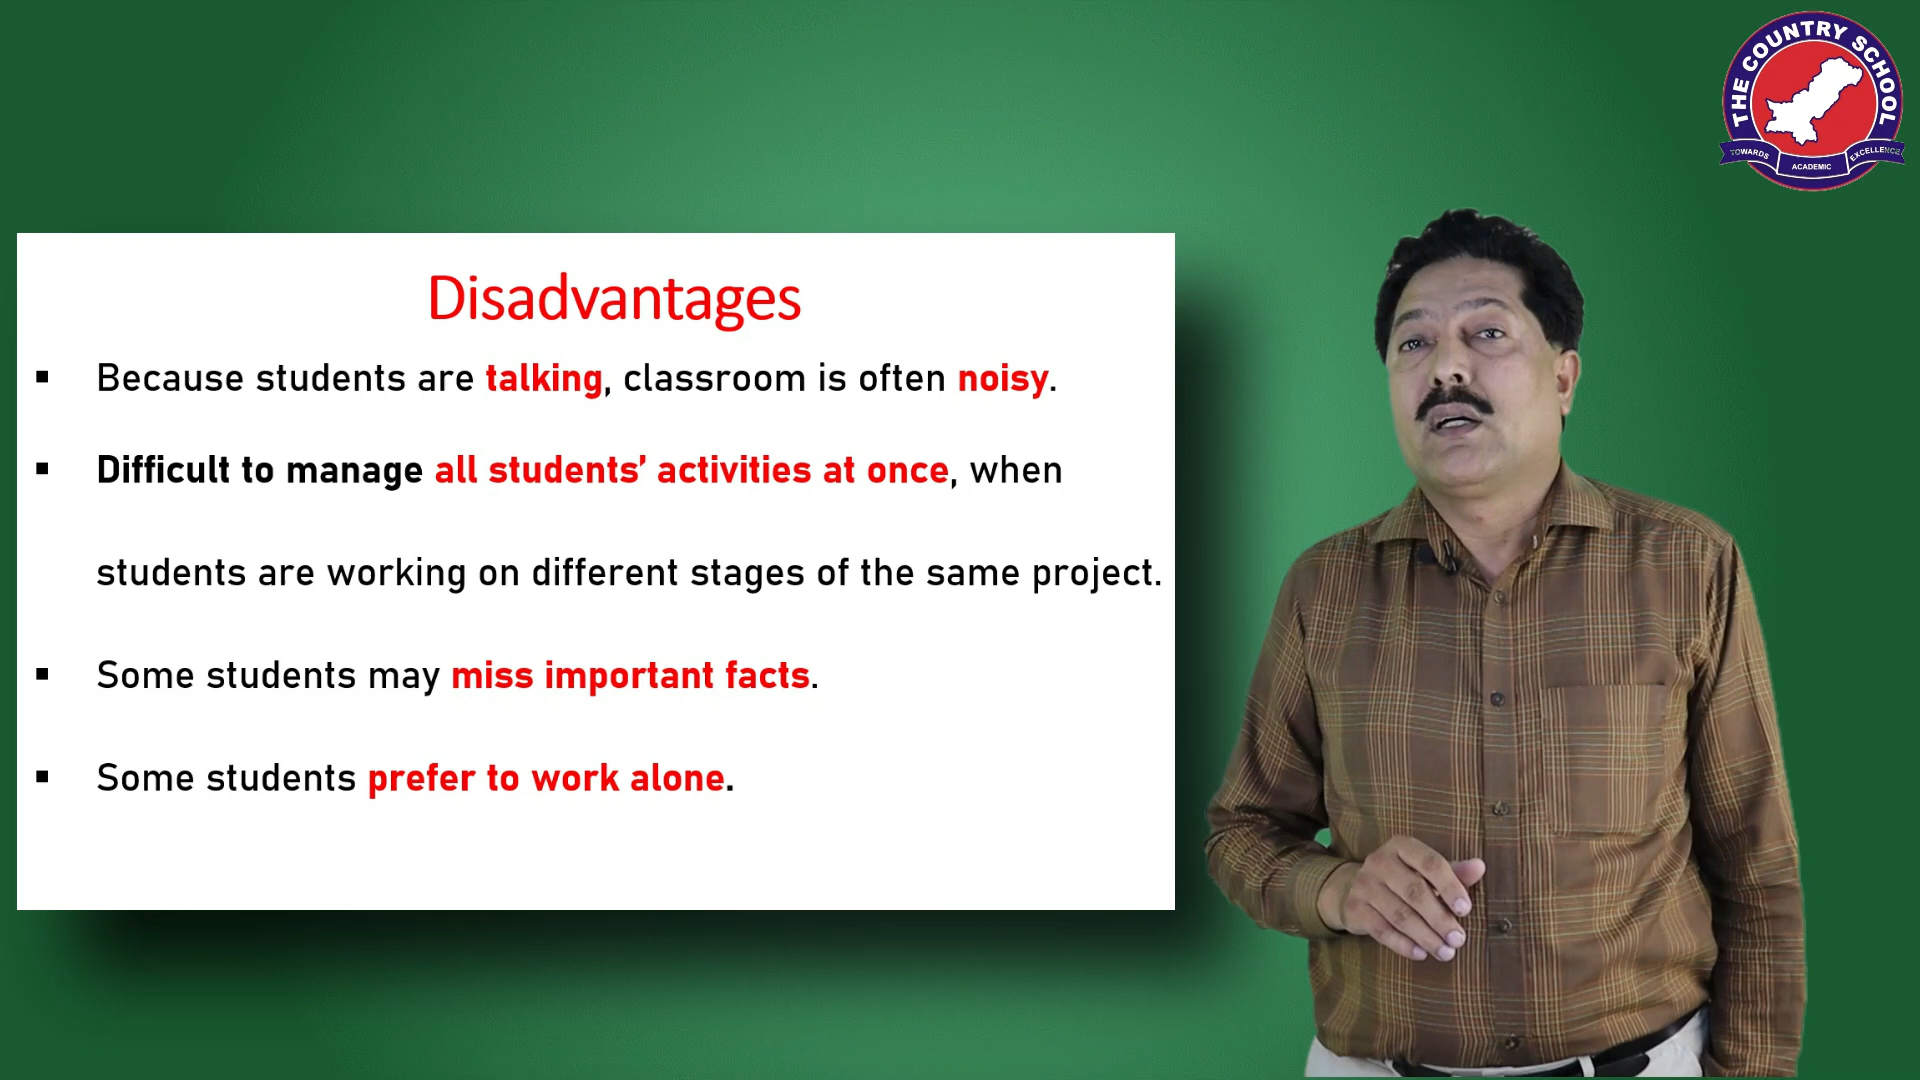 THE COUNTRY SCHOOL
TOWARDS ACADEMIC EXCELLENCE
Disadvantages
▪ Because students are talking, classroom is often noisy.
▪ Difficult to manage all students’ activities at once, when
students are working on different stages of the same project.
▪ Some students may miss important facts.
▪ Some students prefer to work alone.